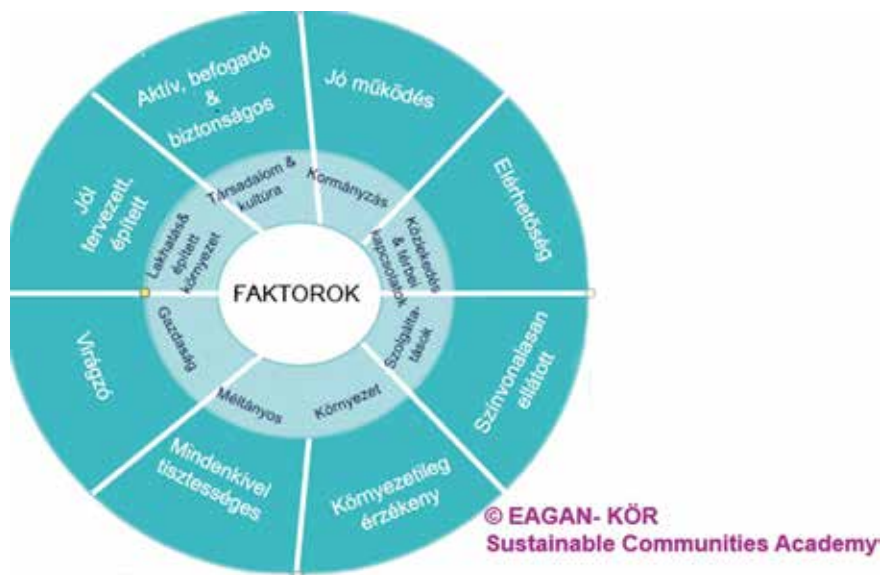 Aktív, befogadó
&
biztonságos
Jó működés
Elérhetőség
Színvonalasan
ellátott
Környezetileg
érzékeny
Mindenkivel
tisztességes
Virágzó
Jól
tervezett,
épített
Társadalom &
kultúra
Kormányzás
Közlekedés
& térbei
kapcsolatok
Szolgálta-
tások
Környezet
Méltányos
Gazdaság
Lakhatás&
épített
környezet
FAKTOROK
© EAGAN- KÖR
Sustainable Communities Academy